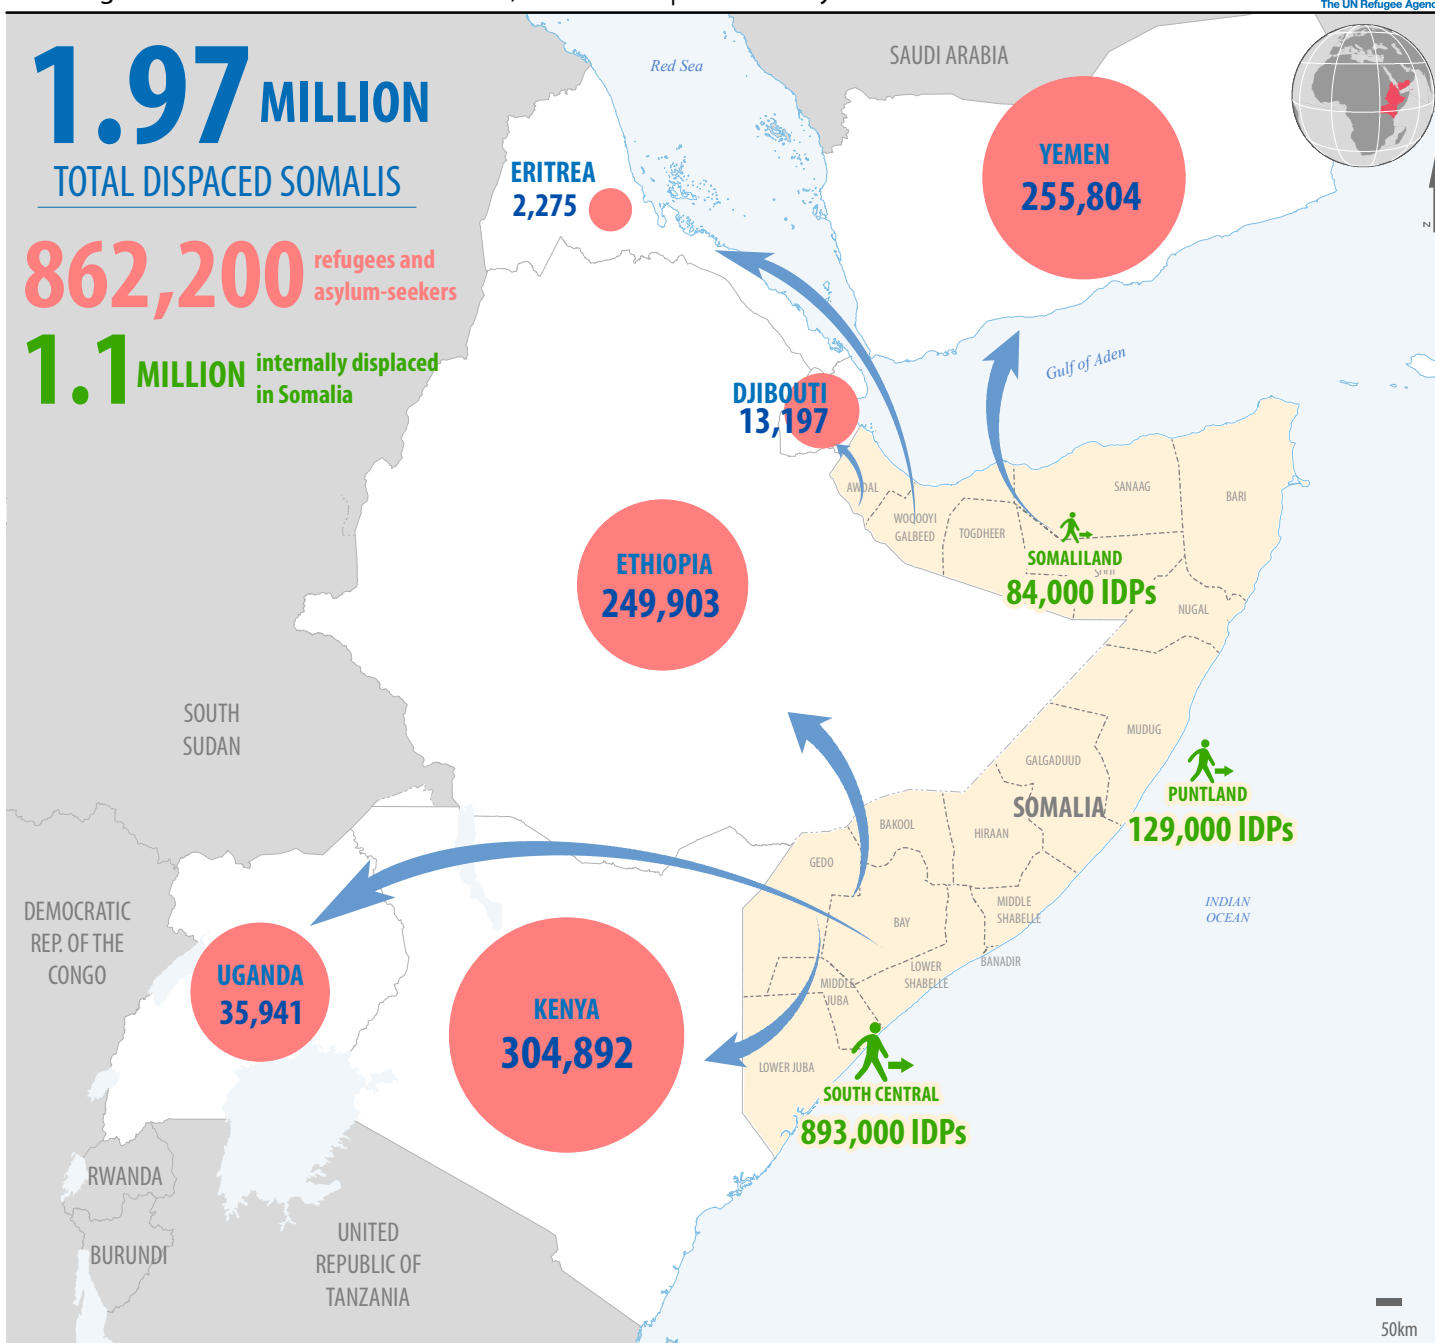 The UN Refugee Agency
1.97 MILLION
TOTAL DISPACED SOMALIS
862,200 refugees and
asylum-seekers
1.1 MILLION internally displaced
in Somalia
Red Sea
SAUDI ARABIA
ERITREA
2,275
YEMEN
255,804
N
Gulf of Aden
DJIBOUTI
13,197
AWDAL
WOQOOYI
GALBEED
TOGDHEER
SANAAG
BARI
SOMALILAND
84,000 IDPs
NUGAL
ETHIOPIA
249,903
SOUTH
SUDAN
MUDUG
GALGADUUD
SOMALIA
PUNTLAND
129,000 IDPs
BAKOOL
HIRAAN
GEDO
MIDDLE
SHABELLE
BAY
INDIAN
OCEAN
DEMOCRATIC
REP. OF THE
CONGO
BANADIR
LOWER
SHABELLE
MIDDLE
JUBA
UGANDA
35,941
KENYA
304,892
LOWER JUBA
SOUTH CENTRAL
893,000 IDPs
RWANDA
BURUNDI
UNITED
REPUBLIC OF
TANZANIA
50km